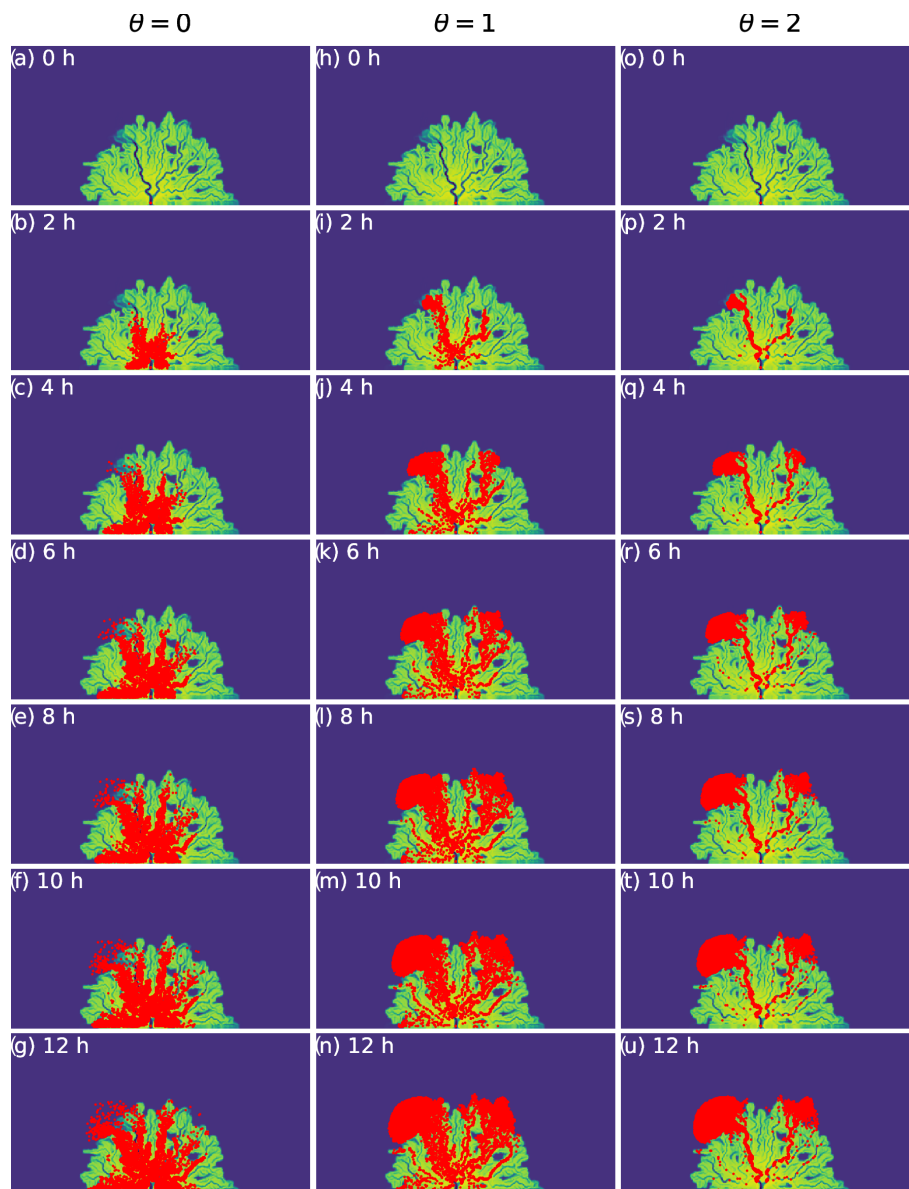 θ = 0 θ = 1 θ = 2
(a) 0 h (h) 0 h (o) 0 h
(b) 2 h (i) 2 h (p) 2 h
(c) 4 h (j) 4 h (q) 4 h
(d) 6 h (k) 6 h (r) 6 h
(e) 8 h (l) 8 h (s) 8 h
(f) 10 h (m) 10 h (t) 10 h
(g) 12 h (n) 12 h (u) 12 h